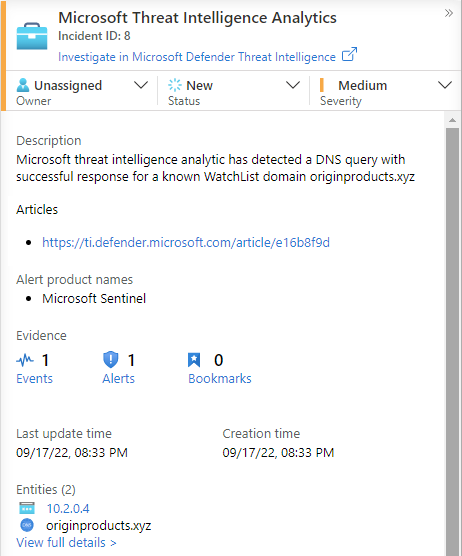 Microsoft Threat Intelligence Analytics
Incident ID: 8
Investigate in Microsoft Defender Threat Intelligence
Unassigned New Medium
Owner Status Severity
Description
Microsoft threat intelligence analytic has detected a DNS query with
successful response for a known WatchList domain originproducts.xyz
Articles
https://ti.defender.microsoft.com/article/e16b8f9d
Alert product names
Microsoft Sentinel
Evidence
1 1 0
Events Alerts Bookmarks
Last update time Creation time
09/17/22, 08:33 PM 09/17/22, 08:33 PM
Entities (2)
10.2.0.4
originproducts.xyz
View full details >